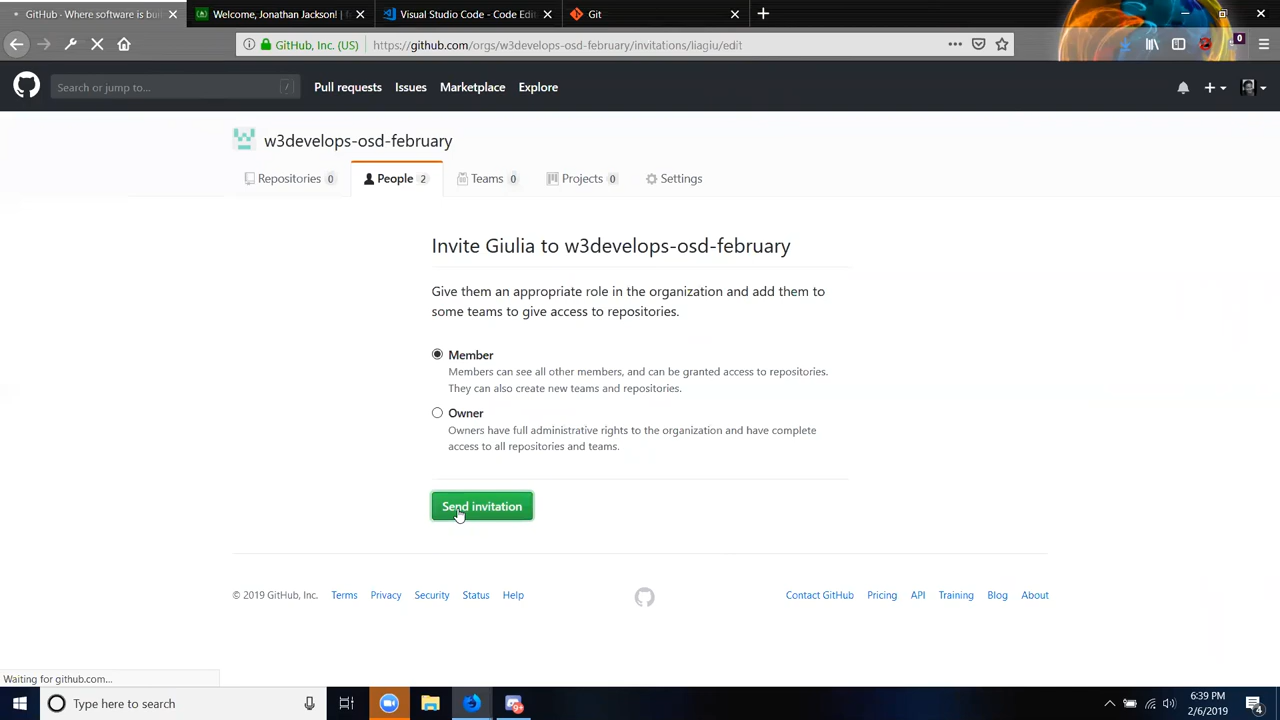 GitHub - Where software is buil
Welcome, Jonathan Jackson! |
Visual Studio Code - Code Edit
Git
GitHub, Inc. (US)
https://github.com/orgs/w3develops-osd-february/invitations/liagiu/edit
0
Search or jump to...
/
Pull requests
Issues
Marketplace
Explore
w3develops-osd-february
Repositories 0
People 2
Teams 0
Projects 0
Settings
Invite Giulia to w3develops-osd-february
Give them an appropriate role in the organization and add them to
some teams to give access to repositories.
Member
Members can see all other members, and can be granted access to repositories.
They can also create new teams and repositories.
Owner
Owners have full administrative rights to the organization and have complete
access to all repositories and teams.
Send invitation
© 2019 GitHub, Inc.
Terms
Privacy
Security
Status
Help
Contact GitHub
Pricing
API
Training
Blog
About
Waiting for github.com...
Type here to search
6:39 PM
2/6/2019
4